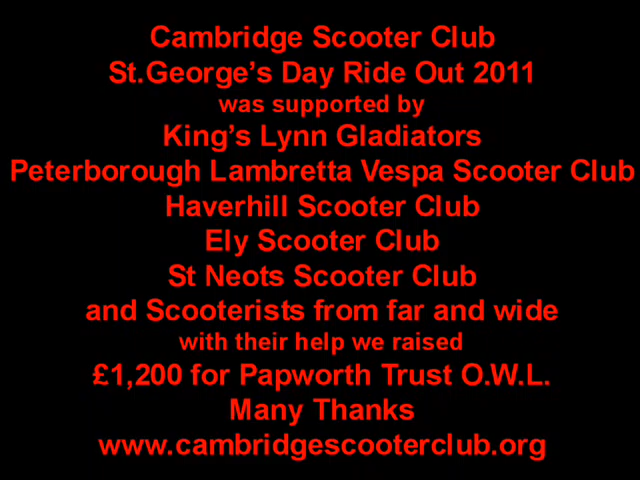 Cambridge Scooter Club
St.George’s Day Ride Out 2011
was supported by
King’s Lynn Gladiators
Peterborough Lambretta Vespa Scooter Club
Haverhill Scooter Club
Ely Scooter Club
St Neots Scooter Club
and Scooterists from far and wide
with their help we raised
£1,200 for Papworth Trust O.W.L.
Many Thanks
www.cambridgescooterclub.org